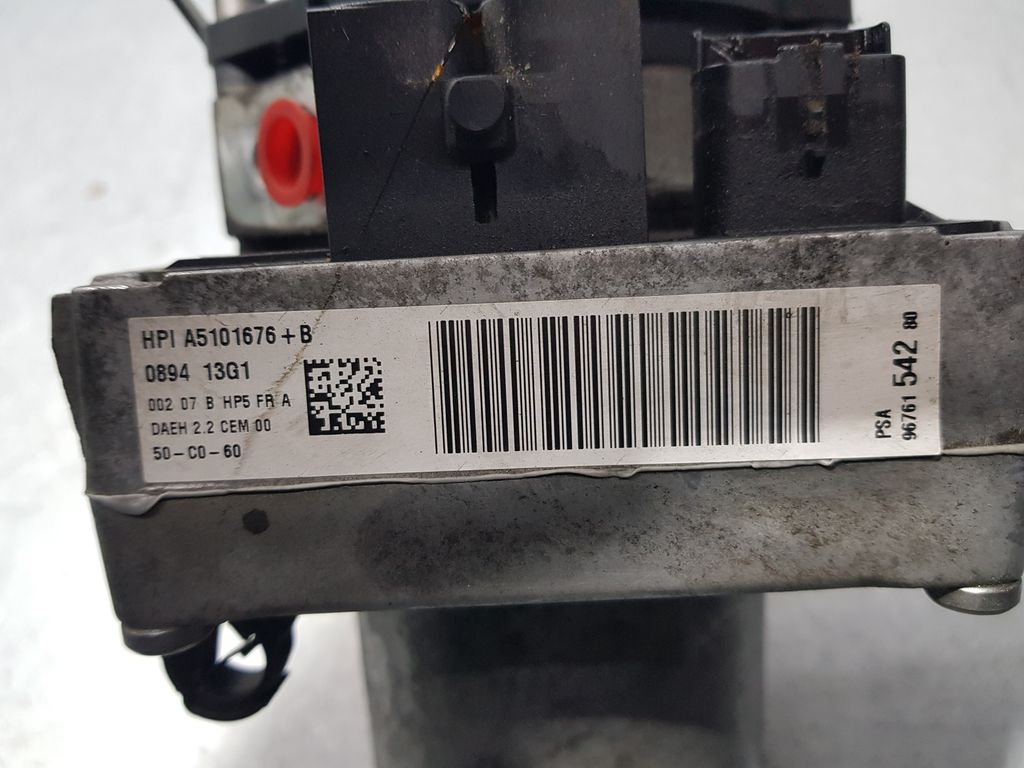 HPI A5101676+B
0894 13G1
002 07 B HP5 FR A
DAEH 2.2 CEM 00
50-C0-60
PSA
96761 542 80